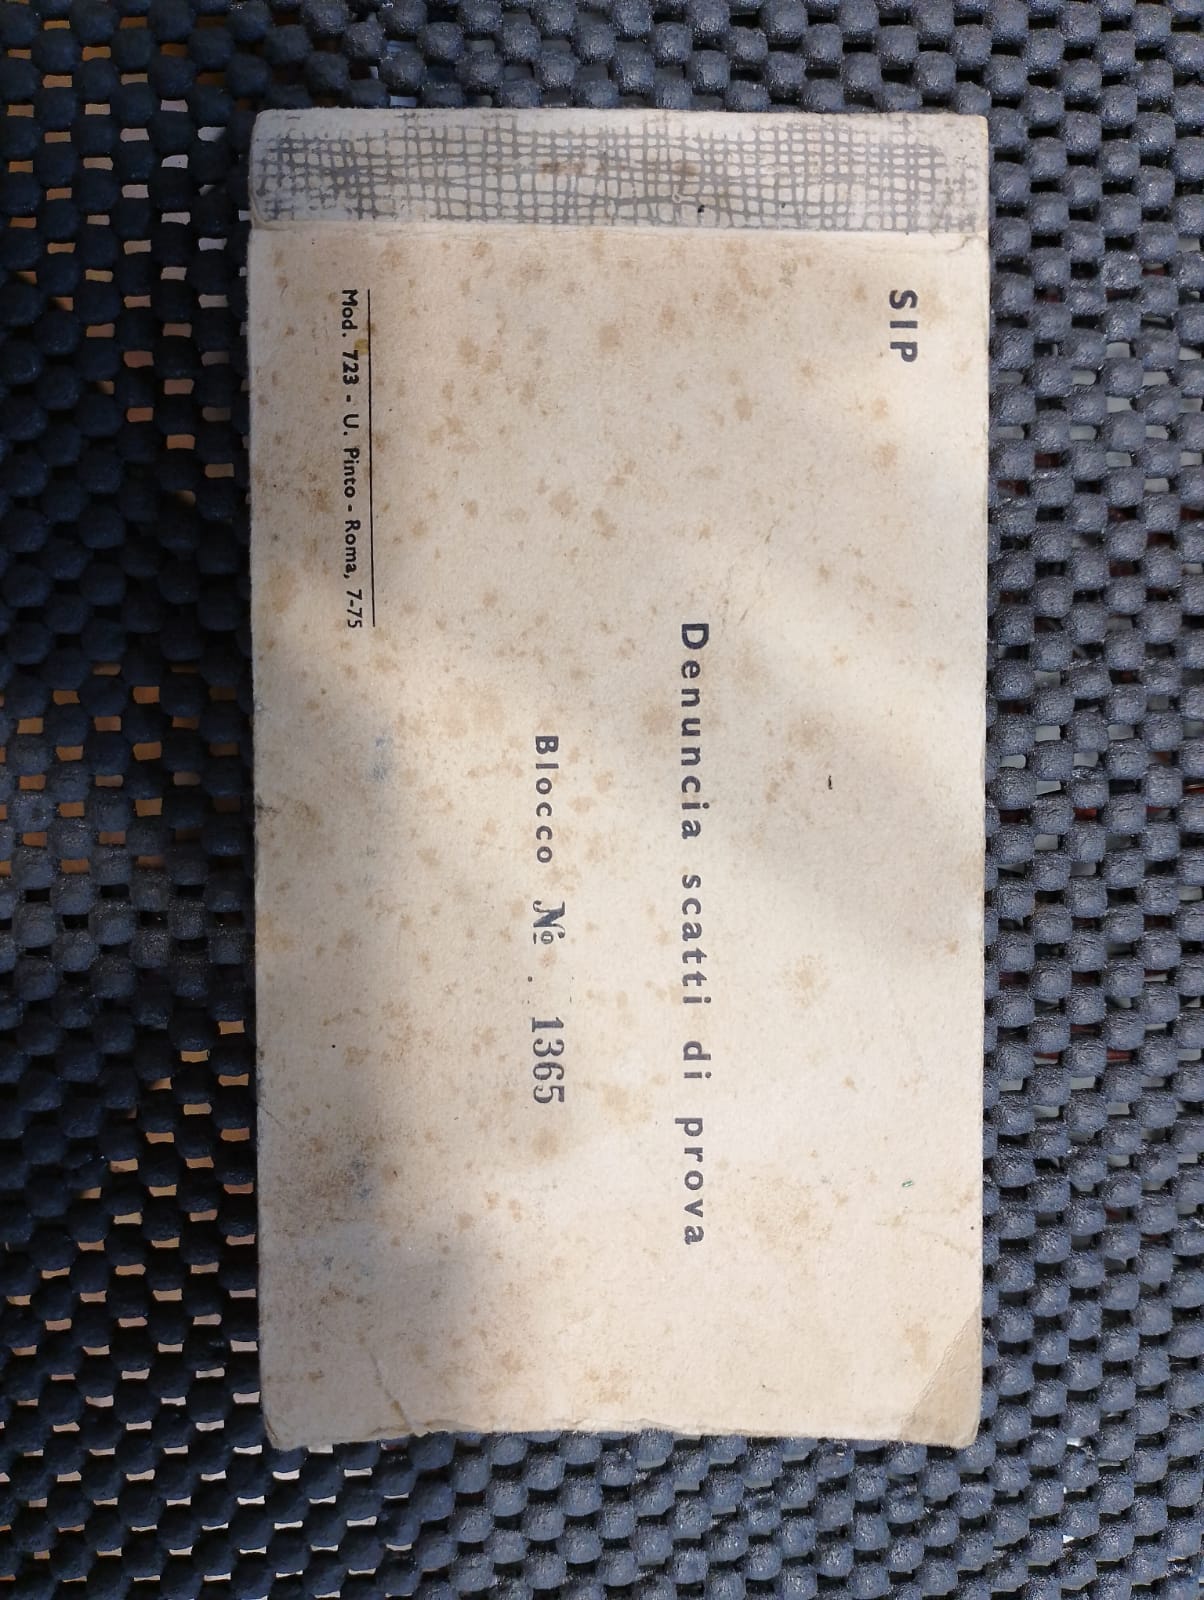 SIP
Denuncia scatti di prova
Blocco № . 1365
Mod. 723 - U. Pinto - Roma, 7-75